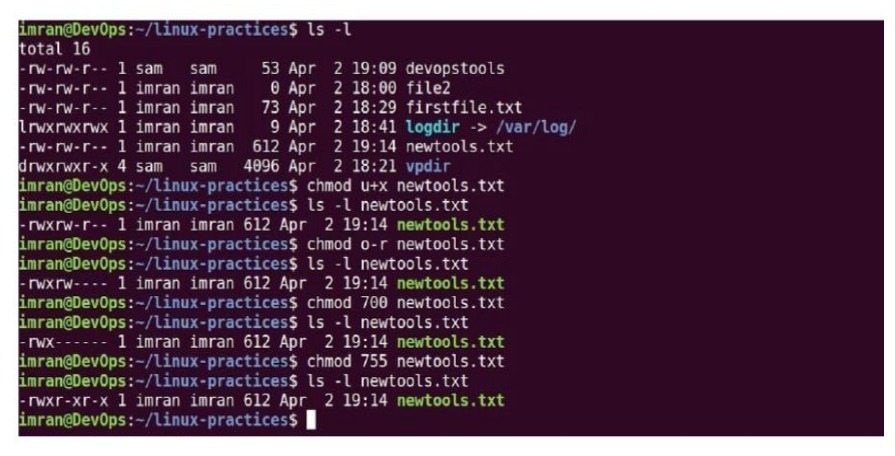 imran@DevOps:~/linux-practices$ ls -l
total 16
-rw-rw-r-- 1 sam   sam     53 Apr  2 19:09 devopstools
-rw-rw-r-- 1 imran imran    0 Apr  2 18:00 file2
-rw-rw-r-- 1 imran imran   73 Apr  2 18:29 firstfile.txt
lrwxrwxrwx 1 imran imran    9 Apr  2 18:41 logdir -> /var/log/
-rw-rw-r-- 1 imran imran  612 Apr  2 19:14 newtools.txt
drwxrwxr-x 4 sam   sam   4096 Apr  2 18:21 vpdir
imran@DevOps:~/linux-practices$ chmod u+x newtools.txt
imran@DevOps:~/linux-practices$ ls -l newtools.txt
-rwxrw-r-- 1 imran imran 612 Apr  2 19:14 newtools.txt
imran@DevOps:~/linux-practices$ chmod o-r newtools.txt
imran@DevOps:~/linux-practices$ ls -l newtools.txt
-rwxrw---- 1 imran imran 612 Apr  2 19:14 newtools.txt
imran@DevOps:~/linux-practices$ chmod 700 newtools.txt
imran@DevOps:~/linux-practices$ ls -l newtools.txt
-rwx------ 1 imran imran 612 Apr  2 19:14 newtools.txt
imran@DevOps:~/linux-practices$ chmod 755 newtools.txt
imran@DevOps:~/linux-practices$ ls -l newtools.txt
-rwxr-xr-x 1 imran imran 612 Apr  2 19:14 newtools.txt
imran@DevOps:~/linux-practices$